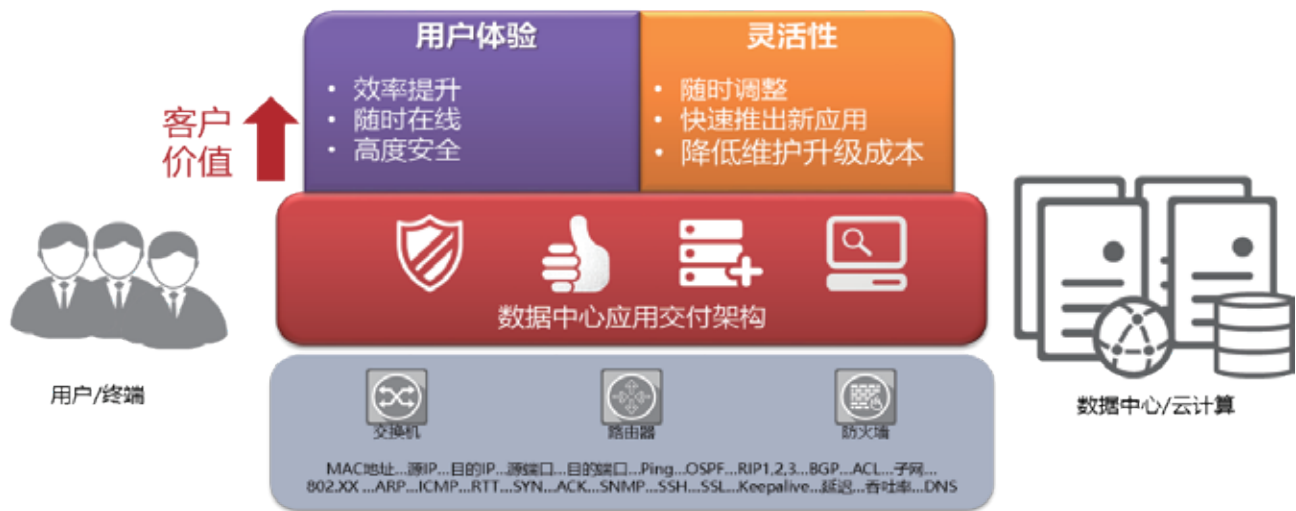 用户体验
• 效率提升
• 随时在线
• 高度安全
灵活性
• 随时调整
• 快速推出新应用
• 降低维护升级成本
客户
价值
数据中心应用交付架构
用户/终端
数据中心/云计算
交换机
路由器
防火墙
MAC地址...源IP...目的IP...源端口...目的端口...Ping...OSPF...RIP1,2,3...BGP...ACL...子网...
802.XX ...ARP...ICMP...RTT...SYN...ACK...SNMP...SSH...SSL...Keepalive...延迟...吞吐率...DNS